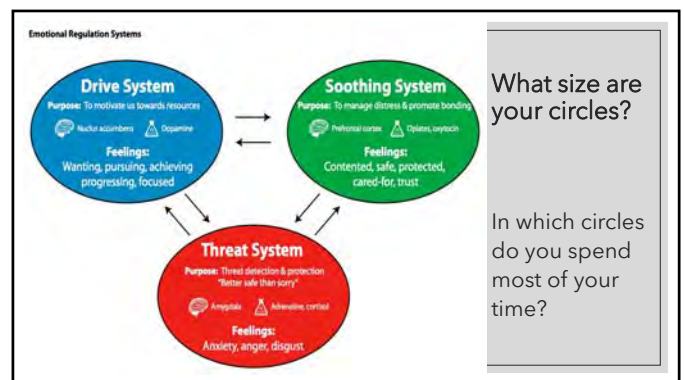 Emotional Regulation Systems
Drive System
Purpose: To motivate us towards resources
Nuclus accumbens Dopamine
Feelings:
Wanting, pursuing, achieving
progressing, focused
Soothing System
Purpose: To manage distress & promote bonding
Prefrontal cortex Opiates, oxytocin
Feelings:
Contented, safe, protected,
cared-for, trust
Threat System
Purpose: Threat detection & protection
"Better safe than sorry"
Amygdala Adrenaline, cortisol
Feelings:
Anxiety, anger, disgust
What size are
your circles?
In which circles
do you spend
most of your
time?